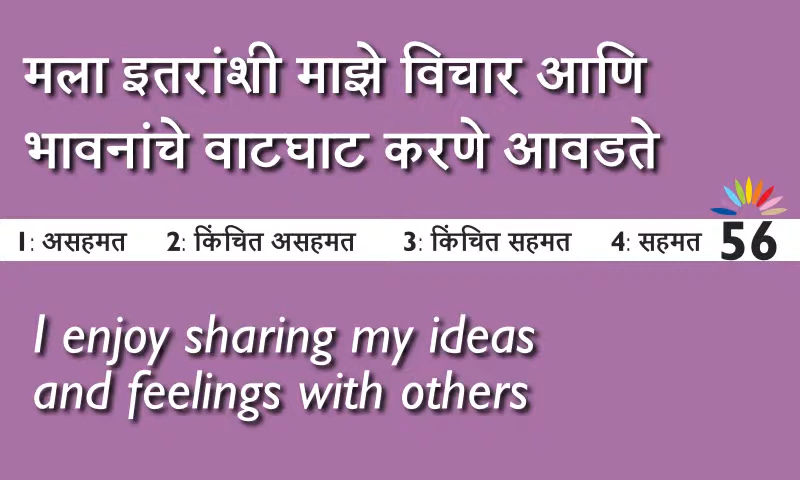 मला इतरांशी माझे विचार आणि
भावनांचे वाटघाट करणे आवडते
1: असहमत 2: किंचित असहमत 3: किंचित सहमत 4: सहमत 56
I enjoy sharing my ideas
and feelings with others